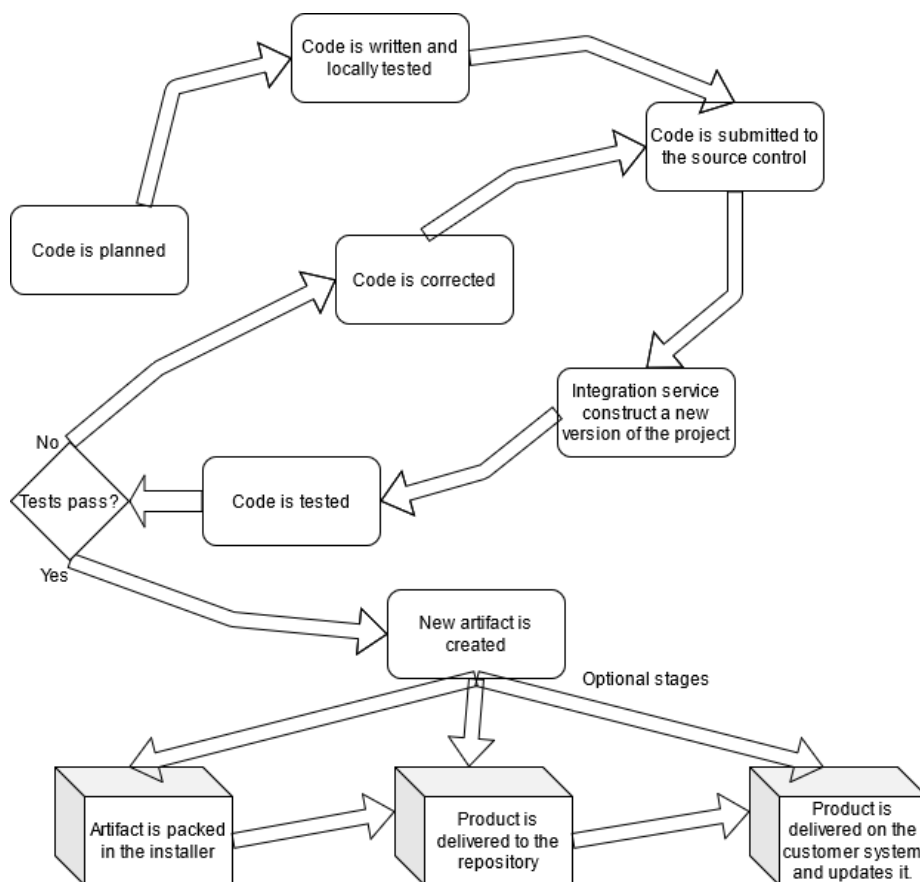 Code is written and
locally tested
Code is submitted to
the source control
Code is planned
Code is corrected
Integration service
construct a new
version of the project
No
Tests pass?
Code is tested
Yes
New artifact is
created
Optional stages
Artifact is packed
in the installer
Product is
delivered to the
repository
Product is
delivered on the
customer system
and updates it.